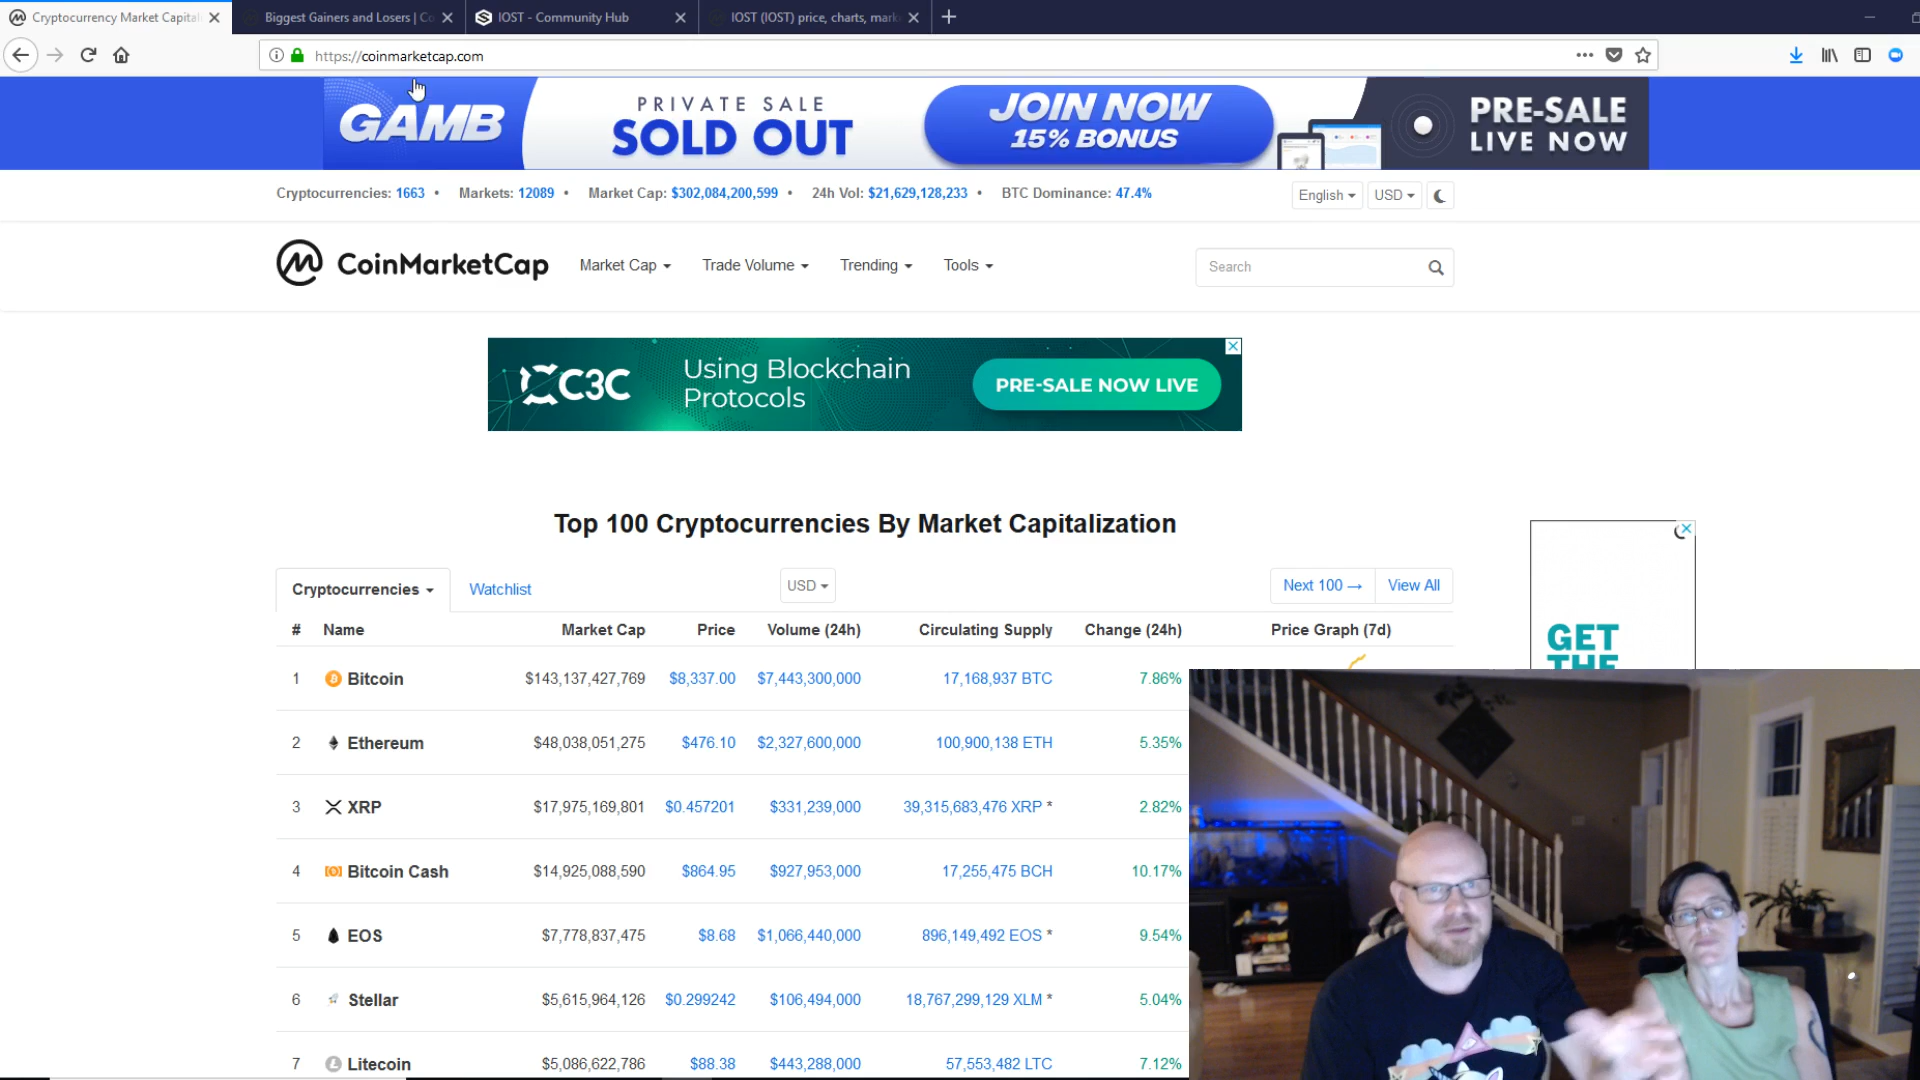 Cryptocurrency Market Capital
Biggest Gainers and Losers | Co
IOST - Community Hub
IOST (IOST) price, charts, mark
https://coinmarketcap.com
GAMB
PRIVATE SALE
SOLD OUT
JOIN NOW
15% BONUS
PRE-SALE
LIVE NOW
Cryptocurrencies: 1663 • Markets: 12089 • Market Cap: $302,084,200,599 • 24h Vol: $21,629,128,233 • BTC Dominance: 47.4%
English USD
CoinMarketCap
Market Cap Trade Volume Trending Tools
Search
C3C
Using Blockchain
Protocols
PRE-SALE NOW LIVE
Top 100 Cryptocurrencies By Market Capitalization
Cryptocurrencies Watchlist USD Next 100 → View All
# Name Market Cap Price Volume (24h) Circulating Supply Change (24h) Price Graph (7d)
1 Bitcoin $143,137,427,769 $8,337.00 $7,443,300,000 17,168,937 BTC 7.86%
2 Ethereum $48,038,051,275 $476.10 $2,327,600,000 100,900,138 ETH 5.35%
3 XRP $17,975,169,801 $0.457201 $331,239,000 39,315,683,476 XRP * 2.82%
4 Bitcoin Cash $14,925,088,590 $864.95 $927,953,000 17,255,475 BCH 10.17%
5 EOS $7,778,837,475 $8.68 $1,066,440,000 896,149,492 EOS * 9.54%
6 Stellar $5,615,964,126 $0.299242 $106,494,000 18,767,299,129 XLM * 5.04%
7 Litecoin $5,086,622,786 $88.38 $443,288,000 57,553,482 LTC 7.12%
GET
THE